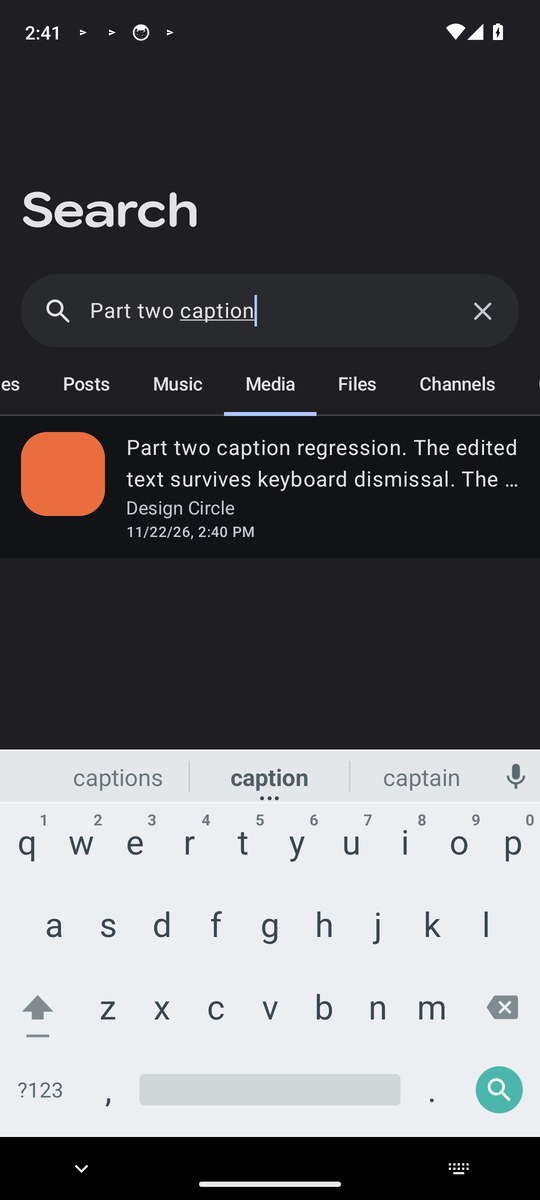 2:41
Search
Part two caption
es Posts Music Media Files Channels
Part two caption regression. The edited
text survives keyboard dismissal. The …
Design Circle
11/22/26, 2:40 PM
captions caption captain
1 2 3 4 5 6 7 8 9 0
q w e r t y u i o p
a s d f g h j k l
z x c v b n m
?123 , .